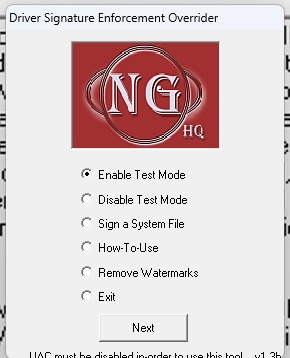 Driver Signature Enforcement Overrider
NG
HQ
Enable Test Mode
Disable Test Mode
Sign a System File
How-To-Use
Remove Watermarks
Exit
Next
UAC must be disabled in-order to use this tool. v1.3b